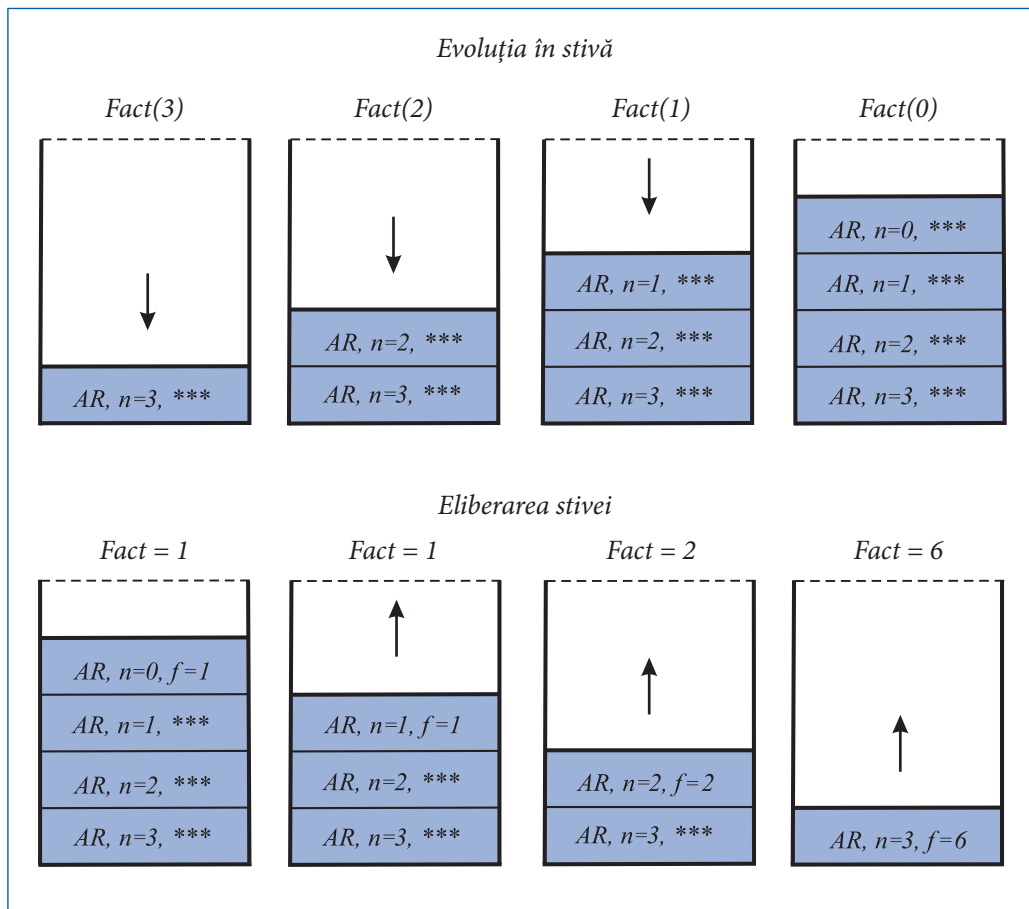 Evoluția în stivă
Fact(3) Fact(2) Fact(1) Fact(0)
AR, n=0, ***
AR, n=1, *** AR, n=1, ***
AR, n=2, *** AR, n=2, *** AR, n=2, ***
AR, n=3, *** AR, n=3, *** AR, n=3, *** AR, n=3, ***
Eliberarea stivei
Fact = 1 Fact = 1 Fact = 2 Fact = 6
AR, n=0, f=1
AR, n=1, *** AR, n=1, f=1
AR, n=2, *** AR, n=2, *** AR, n=2, f=2
AR, n=3, *** AR, n=3, *** AR, n=3, *** AR, n=3, f=6